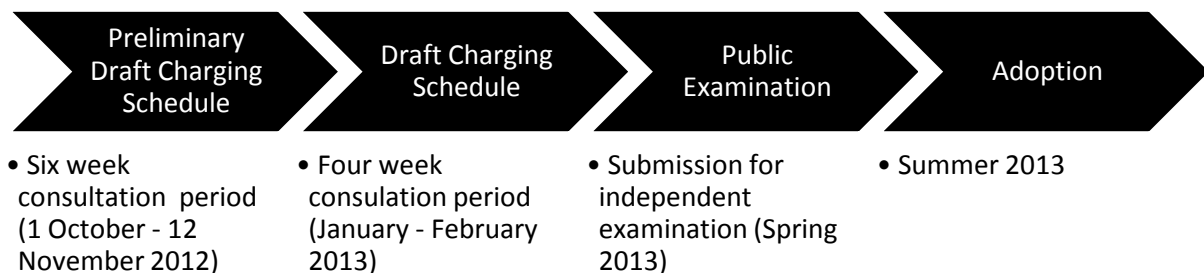 Preliminary
Draft Charging
Schedule
Draft Charging
Schedule
Public
Examination
Adoption
• Six week
consultation period
(1 October - 12
November 2012)
• Four week
consulation period
(January - February
2013)
• Submission for
independent
examination (Spring
2013)
• Summer 2013